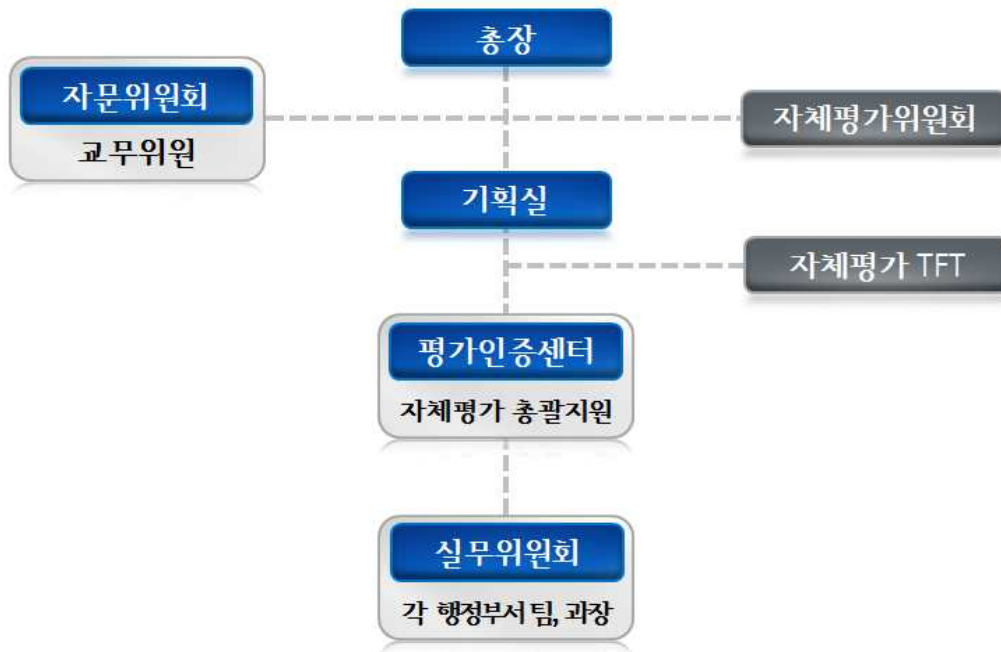 총장
자문위원회
교무위원
자체평가위원회
기획실
자체평가 TFT
평가인증센터
자체평가 총괄지원
실무위원회
각 행정부서 팀, 과장